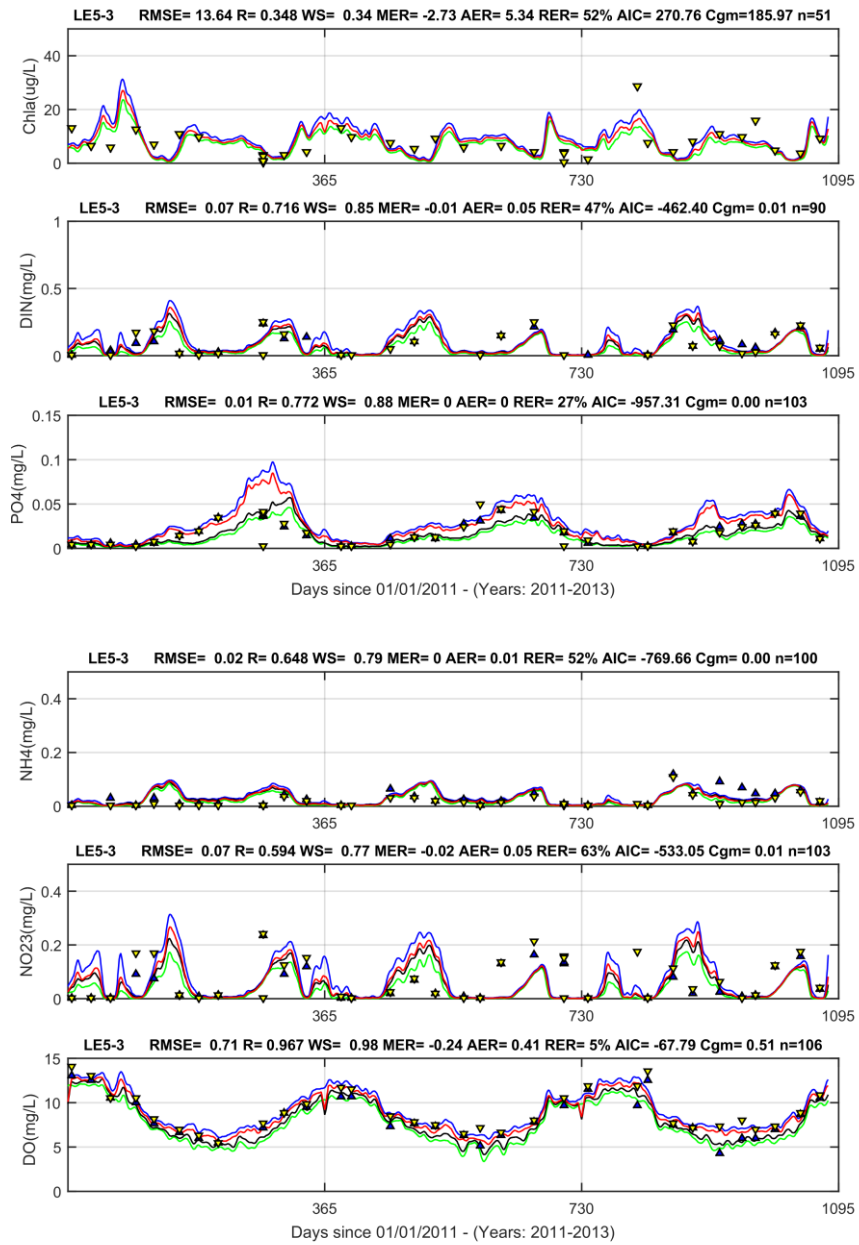 LE5-3 RMSE= 13.64 R= 0.348 WS= 0.34 MER= -2.73 AER= 5.34 RER= 52% AIC= 270.76 Cgm=185.97 n=51
Chla(ug/L)
40
20
0
365
730
1095
LE5-3 RMSE= 0.07 R= 0.716 WS= 0.85 MER= -0.01 AER= 0.05 RER= 47% AIC= -462.40 Cgm= 0.01 n=90
DIN(mg/L)
1
0.5
0
365
730
1095
LE5-3 RMSE= 0.01 R= 0.772 WS= 0.88 MER= 0 AER= 0 RER= 27% AIC= -957.31 Cgm= 0.00 n=103
PO4(mg/L)
0.15
0.1
0.05
0
365
730
1095
Days since 01/01/2011 - (Years: 2011-2013)
LE5-3 RMSE= 0.02 R= 0.648 WS= 0.79 MER= 0 AER= 0.01 RER= 52% AIC= -769.66 Cgm= 0.00 n=100
NH4(mg/L)
0.4
0.2
0
365
730
1095
LE5-3 RMSE= 0.07 R= 0.594 WS= 0.77 MER= -0.02 AER= 0.05 RER= 63% AIC= -533.05 Cgm= 0.01 n=103
NO23(mg/L)
0.4
0.2
0
365
730
1095
LE5-3 RMSE= 0.71 R= 0.967 WS= 0.98 MER= -0.24 AER= 0.41 RER= 5% AIC= -67.79 Cgm= 0.51 n=106
DO(mg/L)
15
10
5
0
365
730
1095
Days since 01/01/2011 - (Years: 2011-2013)